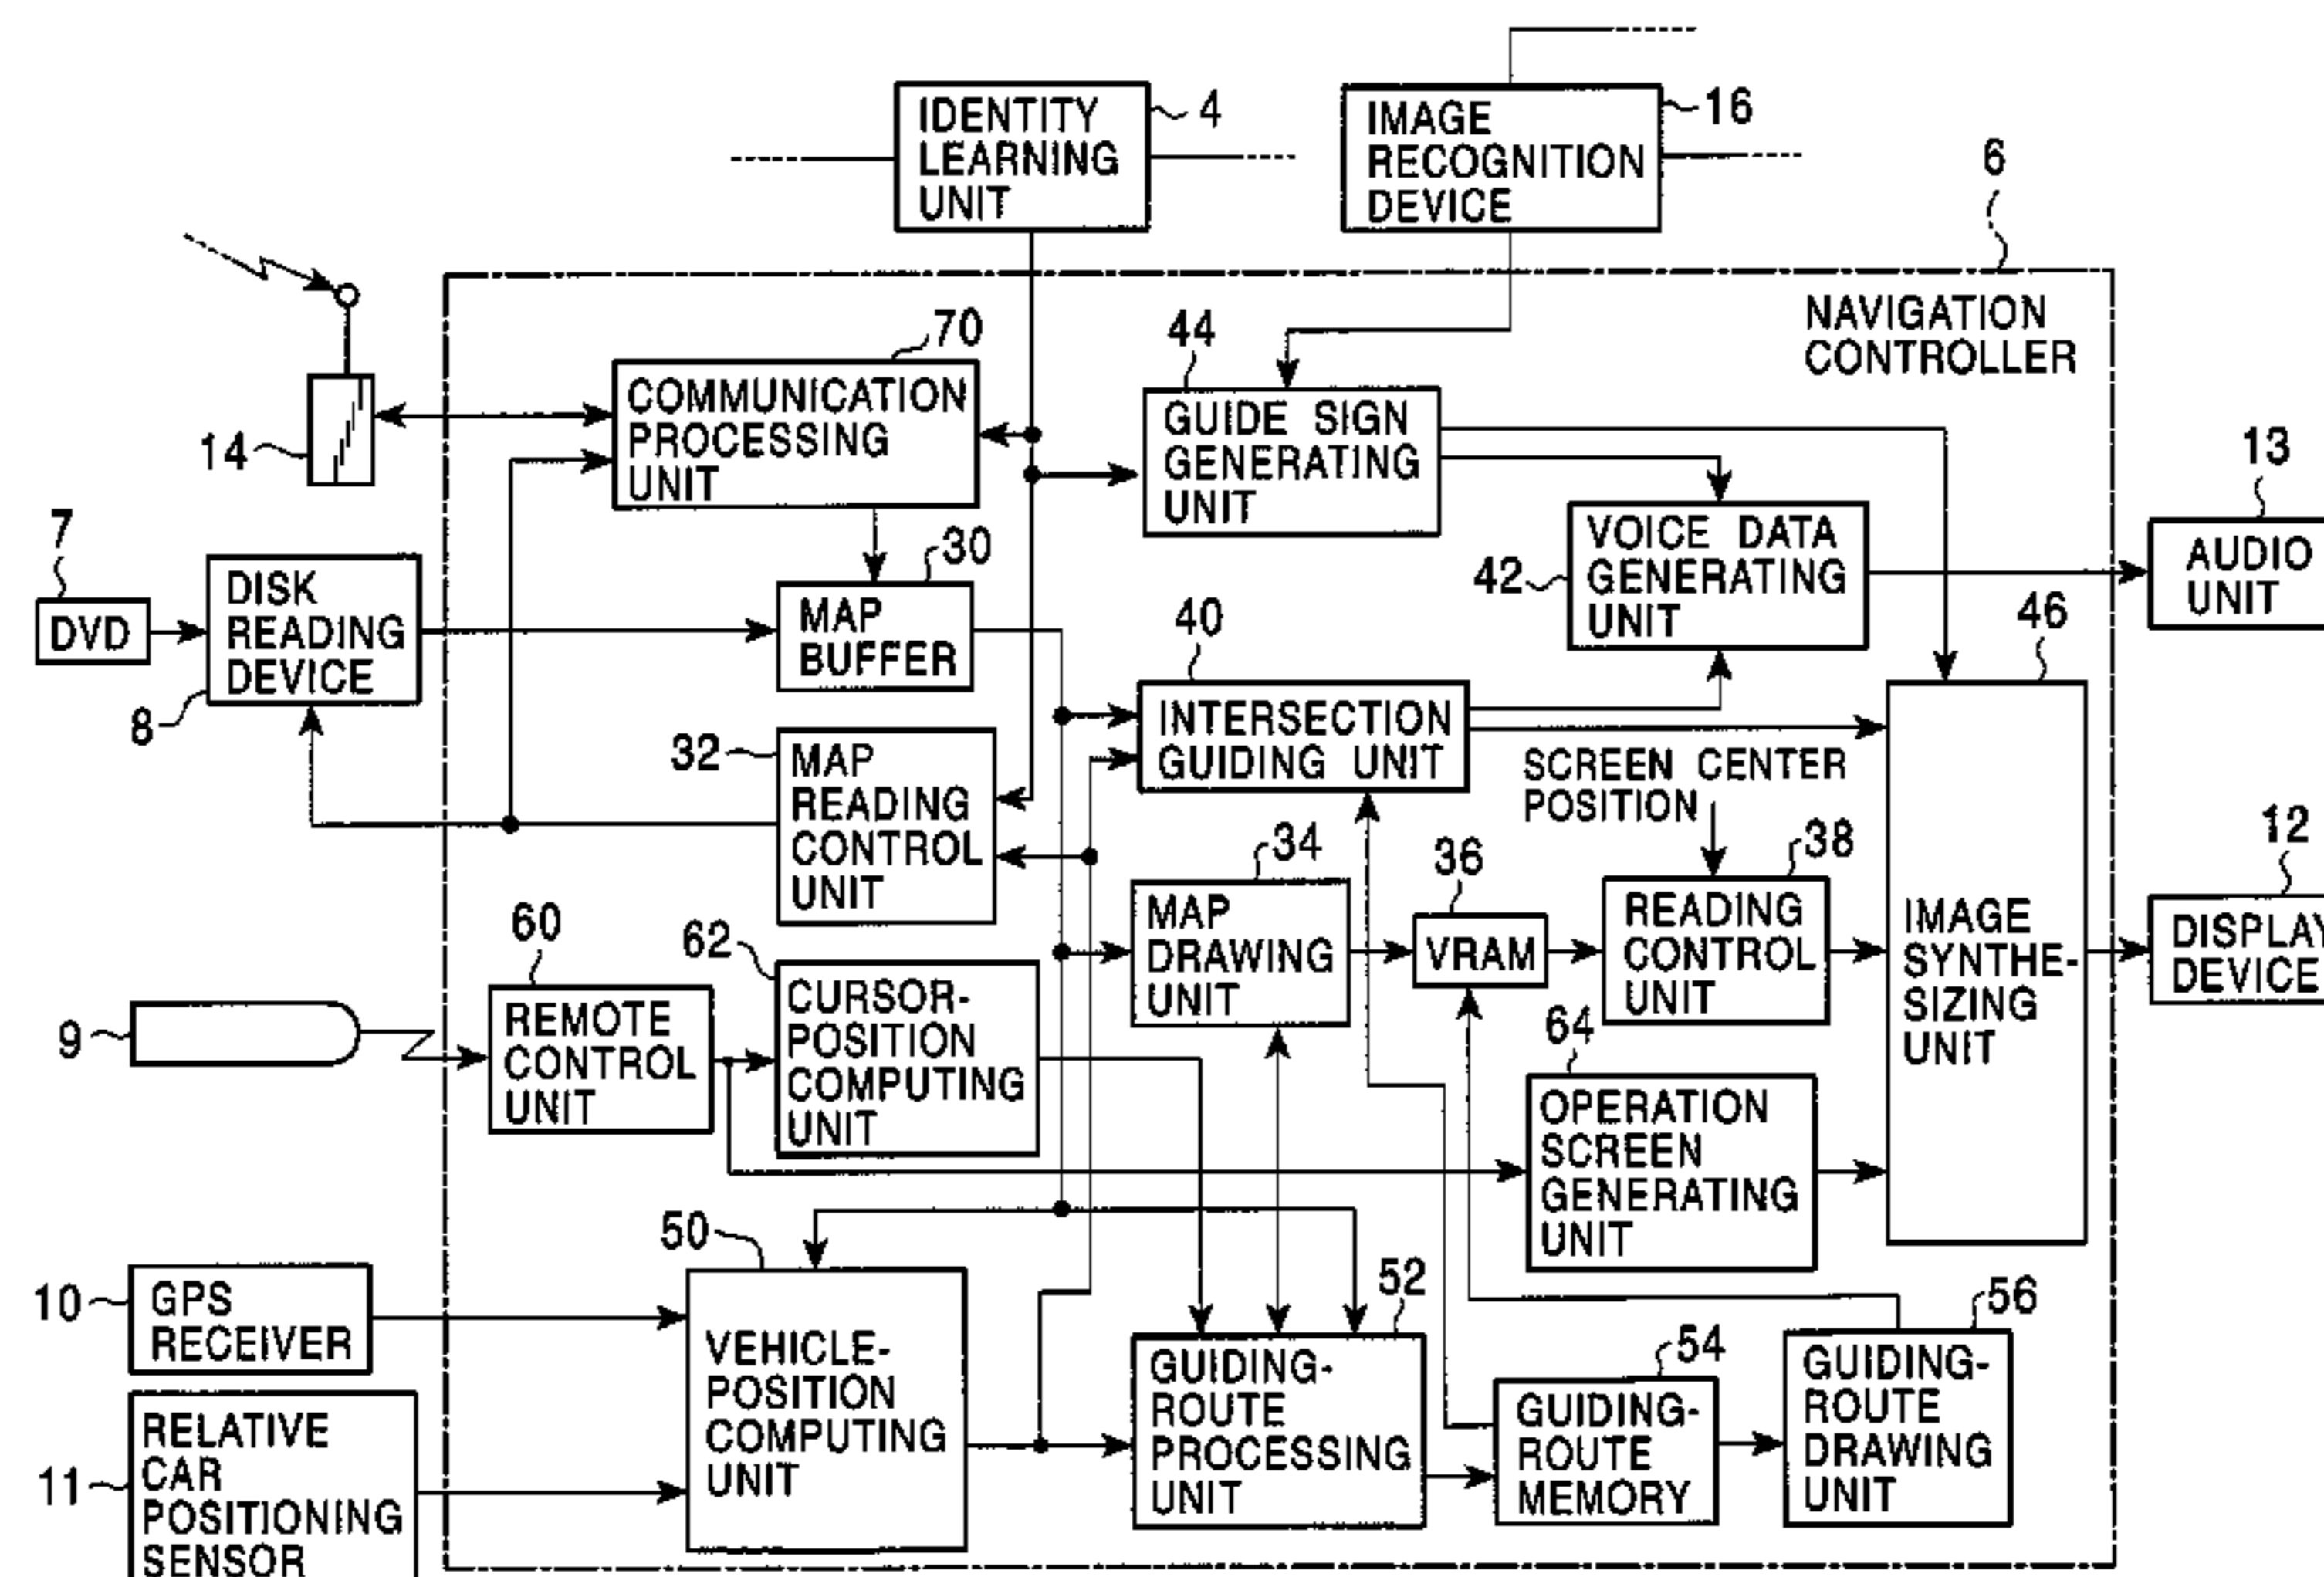 IDENTITY
LEARNING
UNIT
4
IMAGE
RECOGNITION
DEVICE
16
6
NAVIGATION
CONTROLLER
70
COMMUNICATION
PROCESSING
UNIT
14
44
GUIDE SIGN
GENERATING
UNIT
13
AUDIO
UNIT
7
DVD
DISK
READING
DEVICE
8
30
MAP
BUFFER
42
VOICE DATA
GENERATING
UNIT
46
IMAGE
SYNTHE-
SIZING
UNIT
40
INTERSECTION
GUIDING UNIT
32
MAP
READING
CONTROL
UNIT
SCREEN CENTER
POSITION
34
MAP
DRAWING
UNIT
36
VRAM
38
READING
CONTROL
UNIT
12
DISPLAY
DEVICE
9
60
REMOTE
CONTROL
UNIT
62
CURSOR-
POSITION
COMPUTING
UNIT
64
OPERATION
SCREEN
GENERATING
UNIT
10
GPS
RECEIVER
50
VEHICLE-
POSITION
COMPUTING
UNIT
52
GUIDING-
ROUTE
PROCESSING
UNIT
54
GUIDING-
ROUTE
MEMORY
56
GUIDING-
ROUTE
DRAWING
UNIT
11
RELATIVE
CAR
POSITIONING
SENSOR